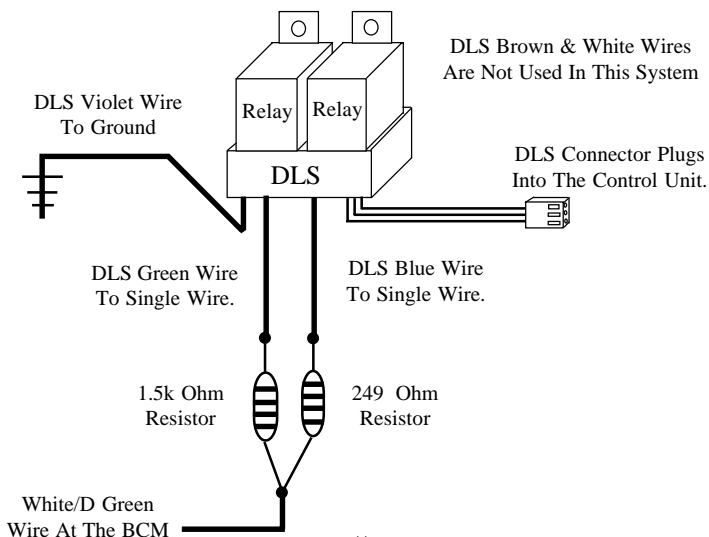 DLS Brown & White Wires
Are Not Used In This System
DLS Violet Wire
To Ground
Relay
Relay
DLS
DLS Connector Plugs
Into The Control Unit.
DLS Green Wire
To Single Wire.
DLS Blue Wire
To Single Wire.
1.5k Ohm
Resistor
249 Ohm
Resistor
White/D Green
Wire At The BCM